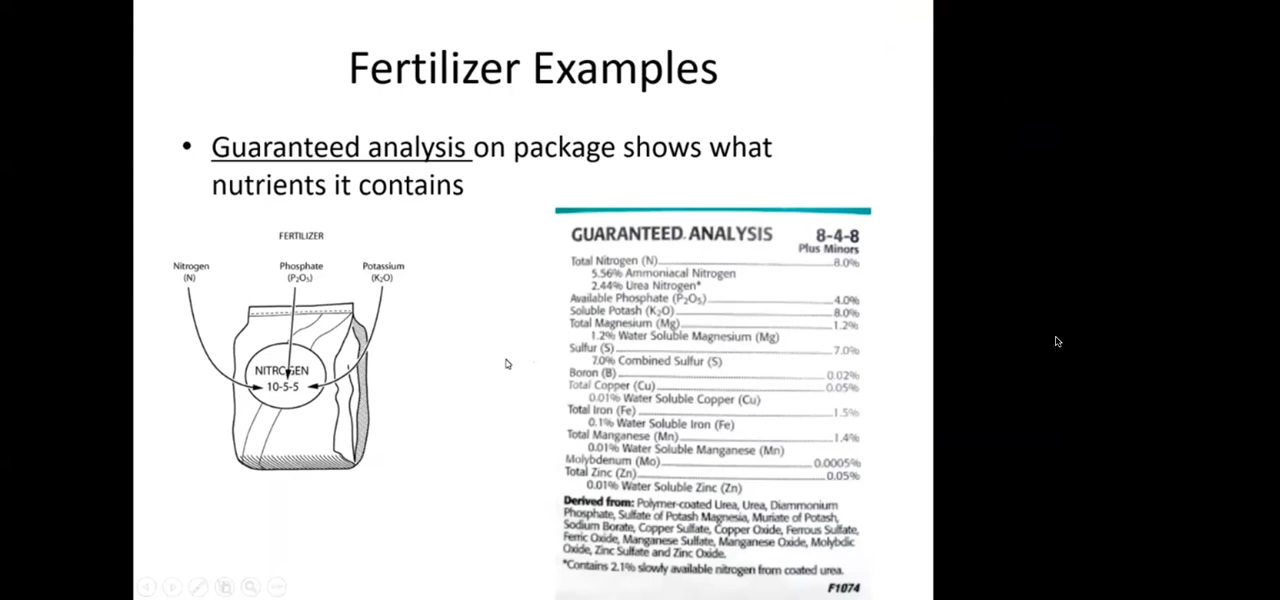 Fertilizer Examples
• Guaranteed analysis on package shows what
nutrients it contains
FERTILIZER
Nitrogen
(N)
Phosphate
(P₂O₅)
Potassium
(K₂O)
NITROGEN
10-5-5
GUARANTEED ANALYSIS 8-4-8
Plus Minors
Total Nitrogen (N) 8.0%
5.56% Ammoniacal Nitrogen
2.44% Urea Nitrogen*
Available Phosphate (P₂O₅) 4.0%
Soluble Potash (K₂O) 8.0%
Total Magnesium (Mg) 1.2%
1.2% Water Soluble Magnesium (Mg)
Sulfur (S) 7.0%
7.0% Combined Sulfur (S)
Boron (B) 0.02%
Total Copper (Cu) 0.05%
0.01% Water Soluble Copper (Cu)
Total Iron (Fe) 1.5%
0.1% Water Soluble Iron (Fe)
Total Manganese (Mn) 1.4%
0.01% Water Soluble Manganese (Mn)
Molybdenum (Mo) 0.0005%
Total Zinc (Zn) 0.05%
0.01% Water Soluble Zinc (Zn)
Derived from: Polymer-coated Urea, Urea, Diammonium
Phosphate, Sulfate of Potash Magnesia, Muriate of Potash,
Sodium Borate, Copper Sulfate, Copper Oxide, Ferrous Sulfate,
Ferric Oxide, Manganese Sulfate, Manganese Oxide, Molybdic
Oxide, Zinc Sulfate and Zinc Oxide.
*Contains 2.1% slowly available nitrogen from coated urea.
F1074